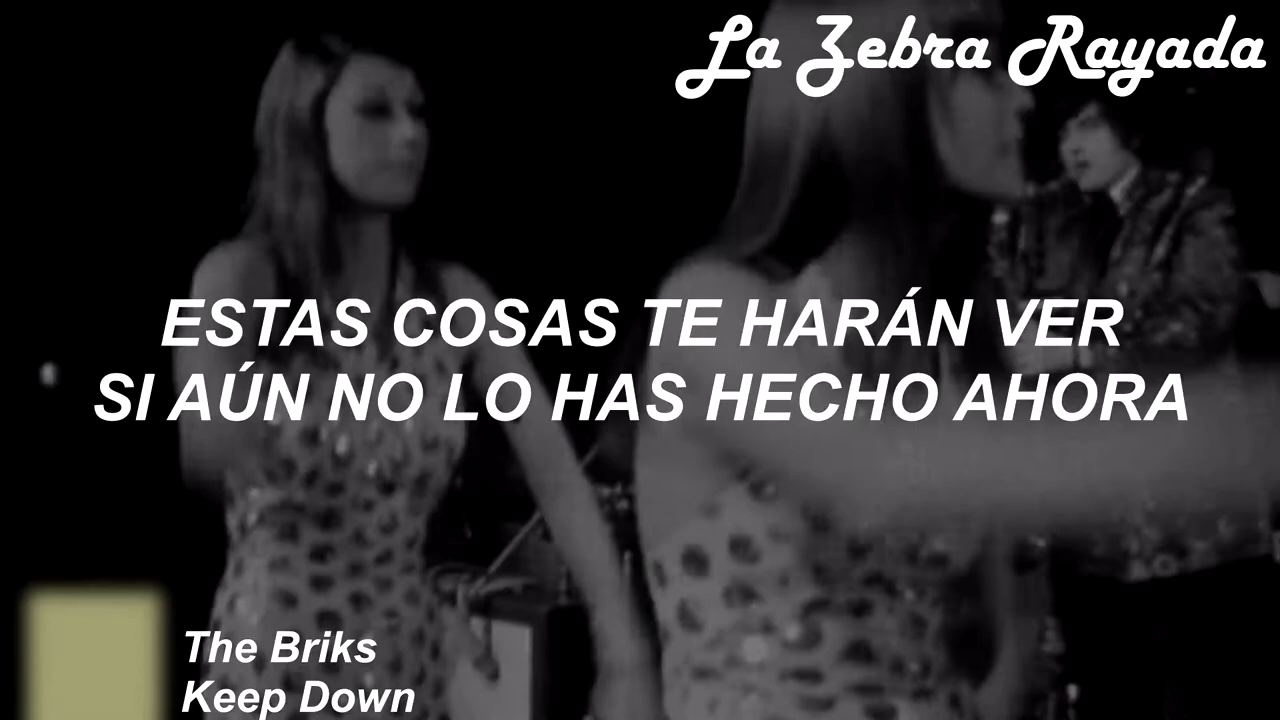 La Zebra Rayada
ESTAS COSAS TE HARÁN VER
SI AÚN NO LO HAS HECHO AHORA
The Briks
Keep Down